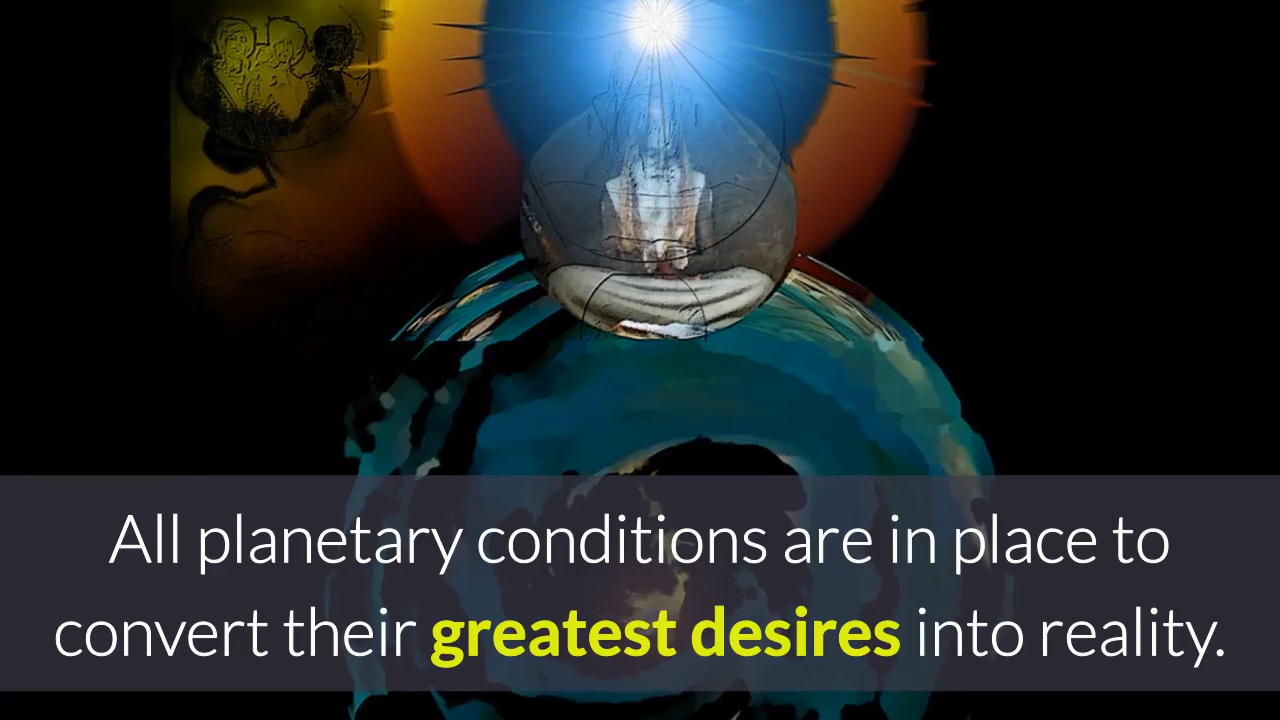 All planetary conditions are in place to
convert their greatest desires into reality.